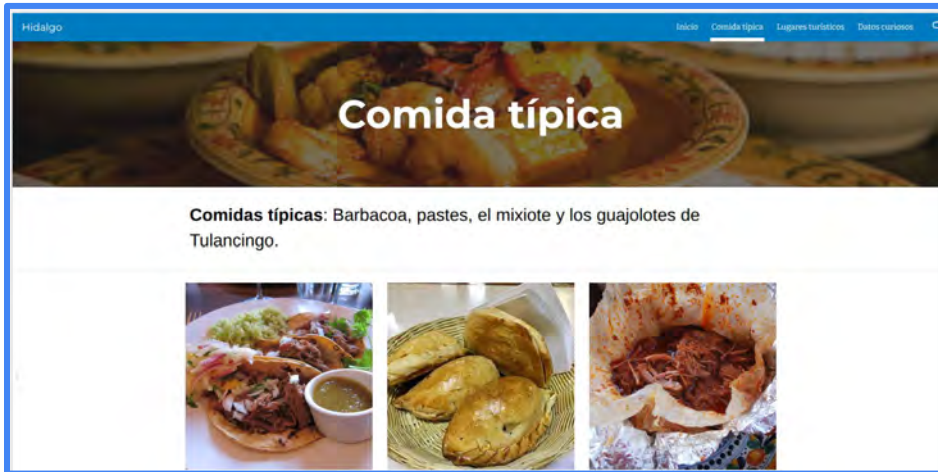 Hidalgo
Inicio Comida típica Lugares turísticos Datos curiosos
Comida típica
Comidas típicas: Barbacoa, pastes, el mixiote y los guajolotes de
Tulancingo.